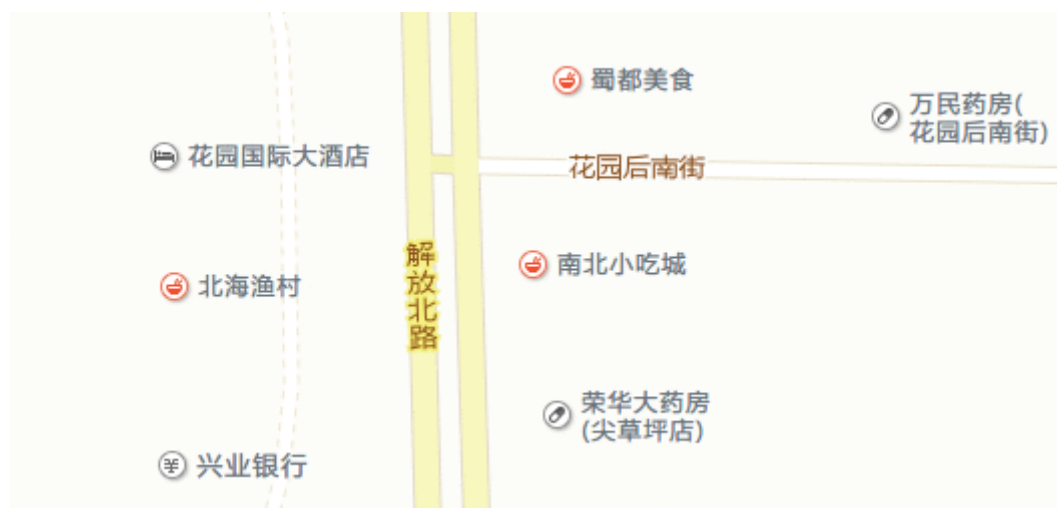 蜀都美食
万民药房(
花园后南街)
花园国际大酒店
花园后南街
解放北路
南北小吃城
北海渔村
荣华大药房
(尖草坪店)
兴业银行